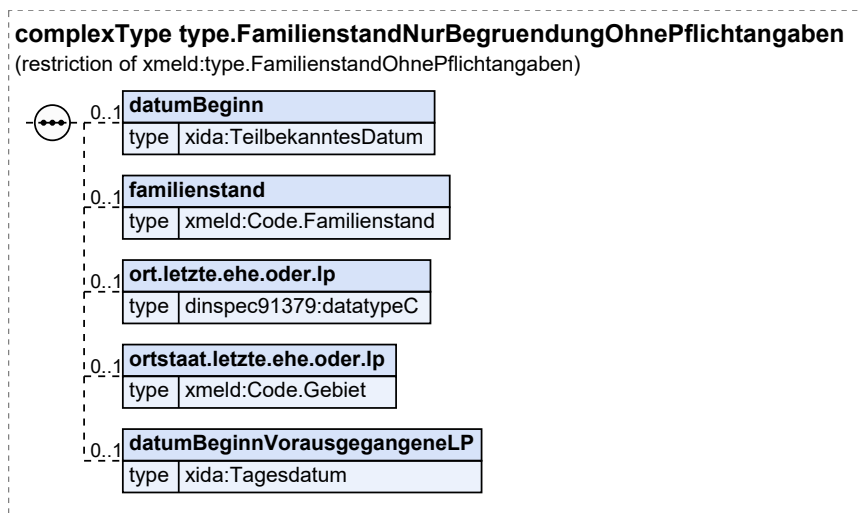 complexType type.FamilienstandNurBegruendungOhnePflichtangaben
(restriction of xmeld:type.FamilienstandOhnePflichtangaben)
0..1 datumBeginn
type xida:TeilbekanntesDatum
0..1 familienstand
type xmeld:Code.Familienstand
0..1 ort.letzte.ehe.oder.lp
type dinspec91379:datatypeC
0..1 ortstaat.letzte.ehe.oder.lp
type xmeld:Code.Gebiet
0..1 datumBeginnVorausgegangeneLP
type xida:Tagesdatum